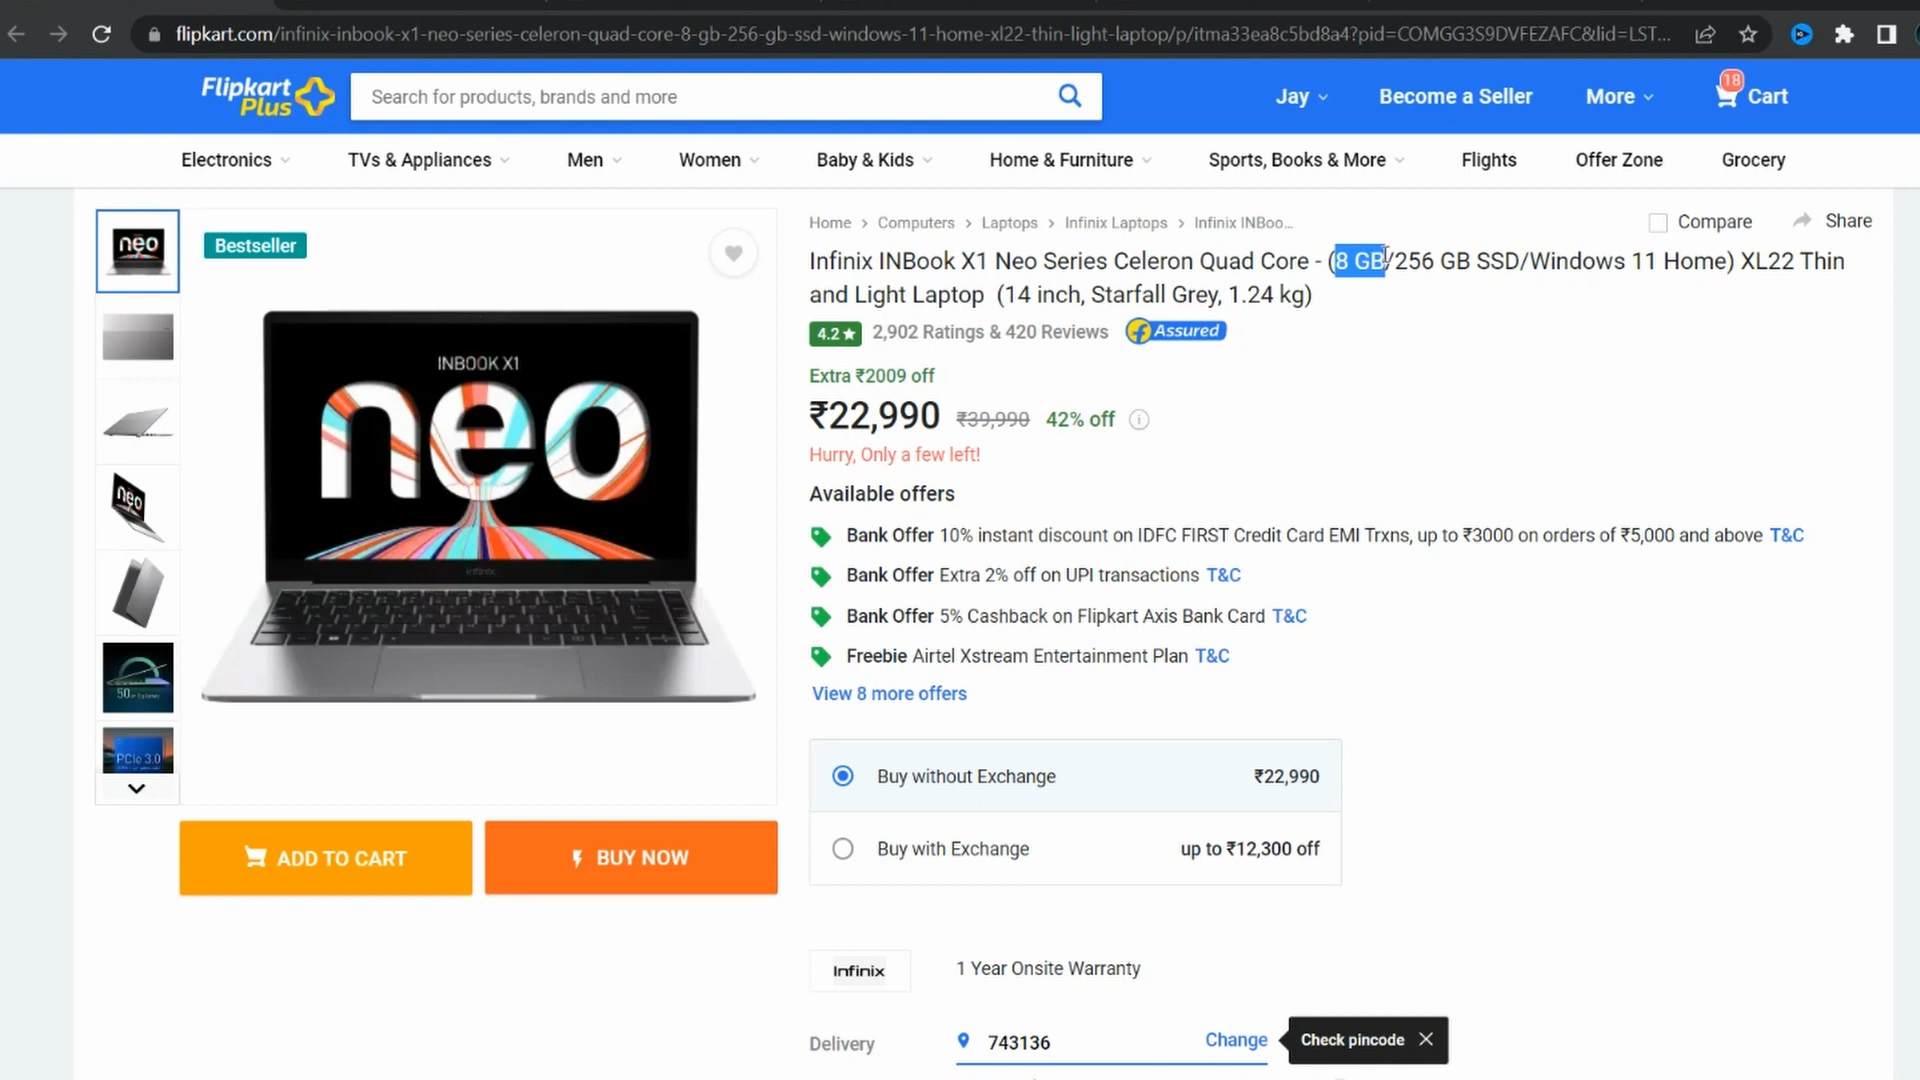 flipkart.com/infinix-inbook-x1-neo-series-celeron-quad-core-8-gb-256-gb-ssd-windows-11-home-xl22-thin-light-laptop/p/itma33ea8c5bd8a4?pid=COMGG3S9DVFEZAFC&lid=LST...
Flipkart
Plus
Search for products, brands and more
Jay
Become a Seller
More
18
Cart
Electronics
TVs & Appliances
Men
Women
Baby & Kids
Home & Furniture
Sports, Books & More
Flights
Offer Zone
Grocery
Home > Computers > Laptops > Infinix Laptops > Infinix INBoo...
Compare
Share
Bestseller
neo
INBOOK X1
neo
Infinix
neo
PCIe 3.0
Infinix INBook X1 Neo Series Celeron Quad Core - (8 GB/256 GB SSD/Windows 11 Home) XL22 Thin
and Light Laptop (14 inch, Starfall Grey, 1.24 kg)
4.2★ 2,902 Ratings & 420 Reviews Assured
Extra ₹2009 off
₹22,990 ₹39,990 42% off
Hurry, Only a few left!
Available offers
Bank Offer 10% instant discount on IDFC FIRST Credit Card EMI Trxns, up to ₹3000 on orders of ₹5,000 and above T&C
Bank Offer Extra 2% off on UPI transactions T&C
Bank Offer 5% Cashback on Flipkart Axis Bank Card T&C
Freebie Airtel Xstream Entertainment Plan T&C
View 8 more offers
Buy without Exchange ₹22,990
Buy with Exchange up to ₹12,300 off
ADD TO CART
BUY NOW
Infinix
1 Year Onsite Warranty
Delivery
743136
Change
Check pincode